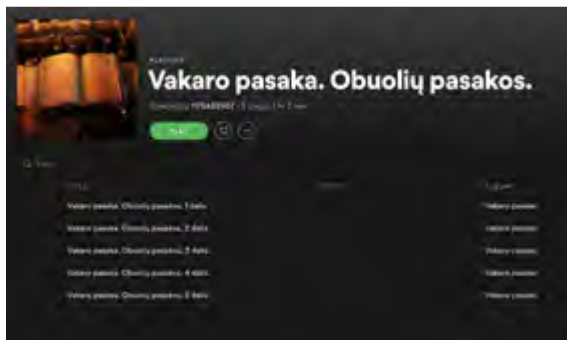 PLAYLIST
Vakaro pasaka. Obuolių pasakos.
PLAY
TITLE
Vakaro pasaka. Obuolių pasakos. 1 dalis
Vakaro pasaka
Vakaro pasaka. Obuolių pasakos. 2 dalis
Vakaro pasaka
Vakaro pasaka. Obuolių pasakos. 3 dalis
Vakaro pasaka
Vakaro pasaka. Obuolių pasakos. 4 dalis
Vakaro pasaka
Vakaro pasaka. Obuolių pasakos. 5 dalis
Vakaro pasaka